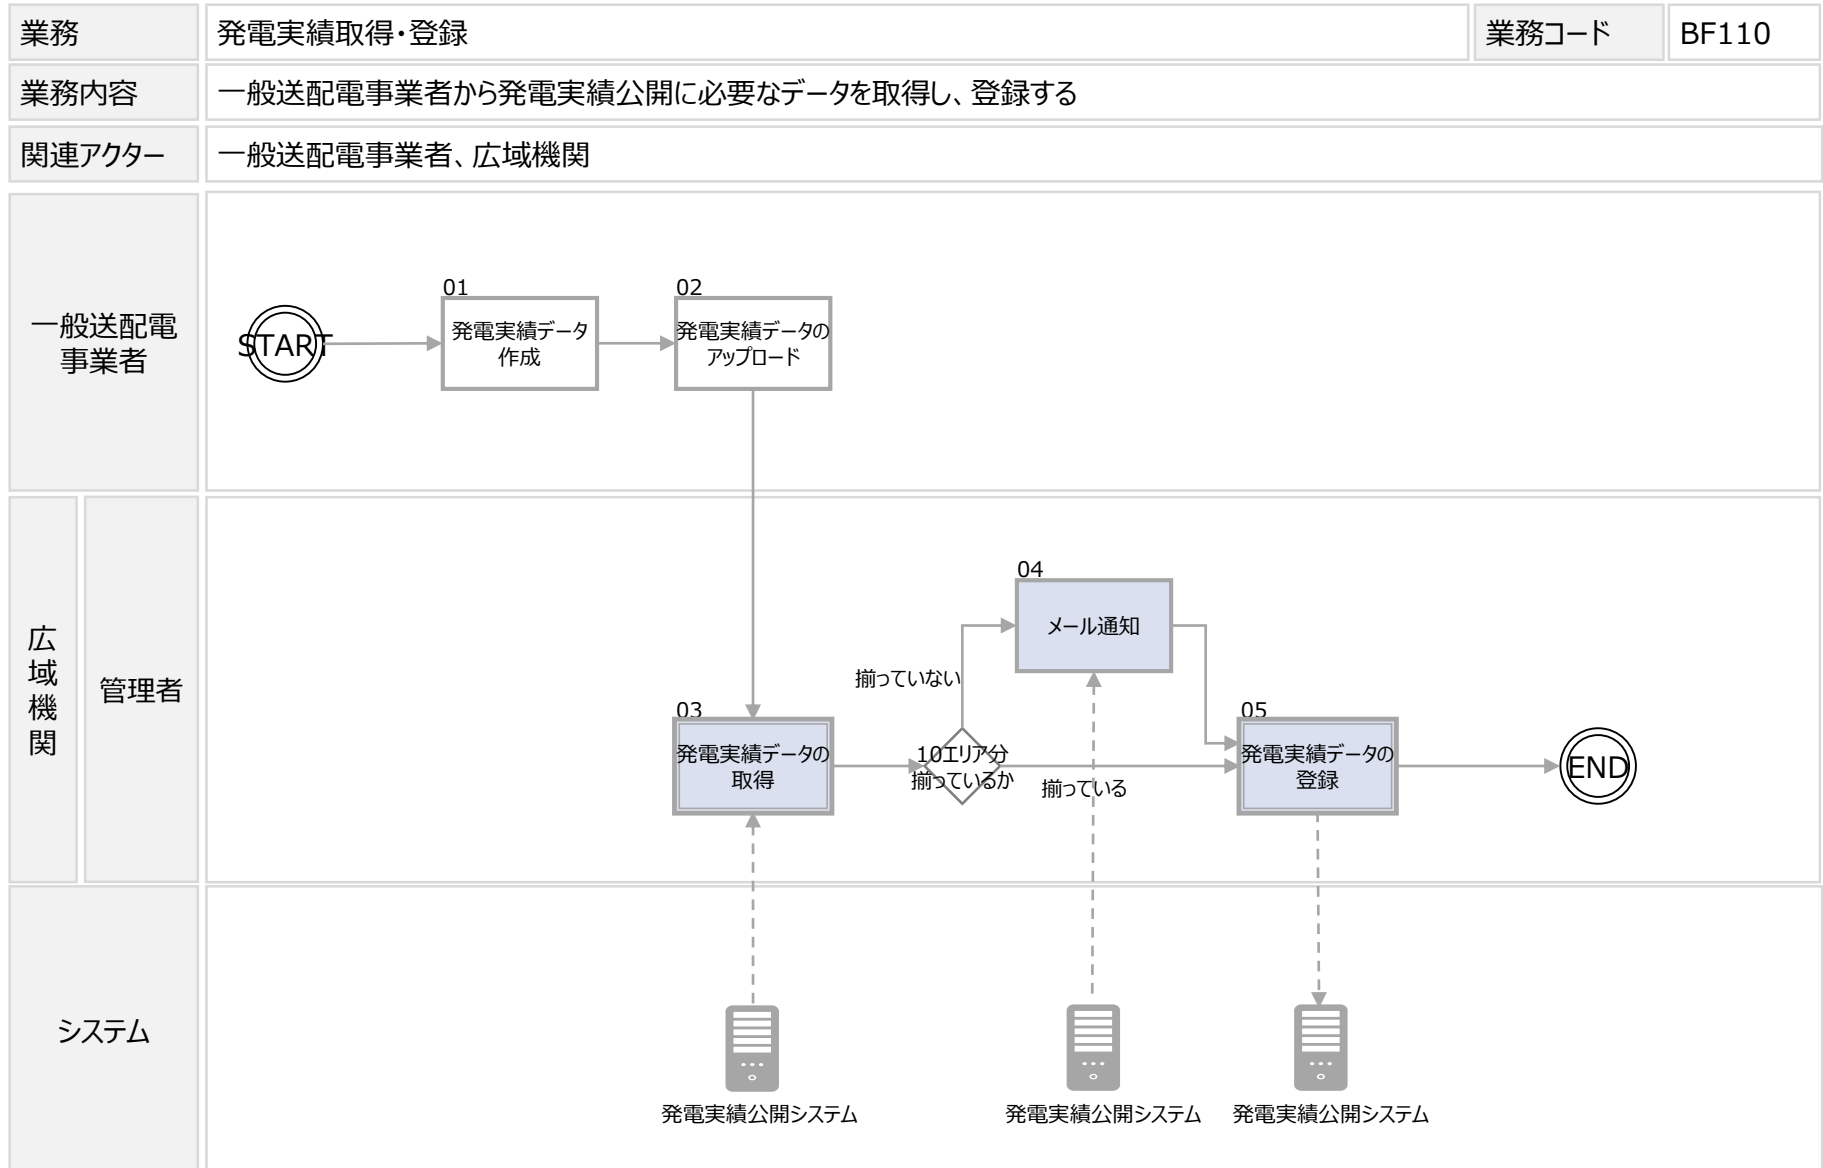 業務
発電実績取得・登録
業務コード
BF110
業務内容
一般送配電事業者から発電実績公開に必要なデータを取得し、登録する
関連アクター
一般送配電事業者、広域機関
一般送配電
事業者
START
01
発電実績データ
作成
02
発電実績データの
アップロード
広
域
機
関
管理者
03
発電実績データの
取得
10エリア分
揃っているか
揃っていない
揃っている
04
メール通知
05
発電実績データの
登録
END
システム
発電実績公開システム
発電実績公開システム
発電実績公開システム